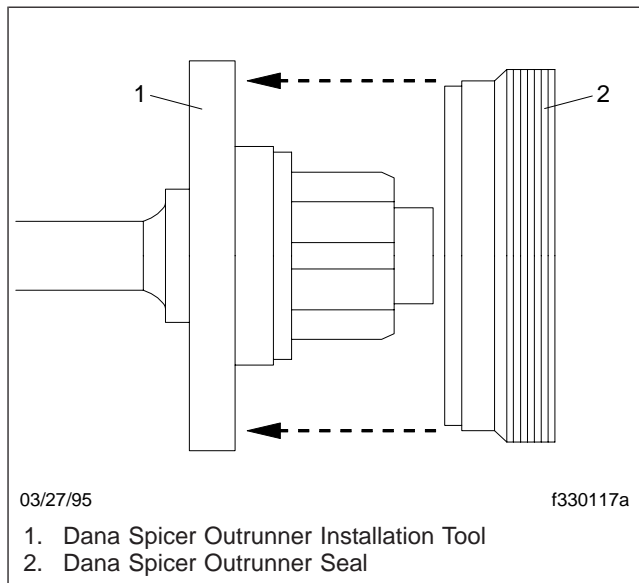 1
2
03/27/95
f330117a
1. Dana Spicer Outrunner Installation Tool
2. Dana Spicer Outrunner Seal